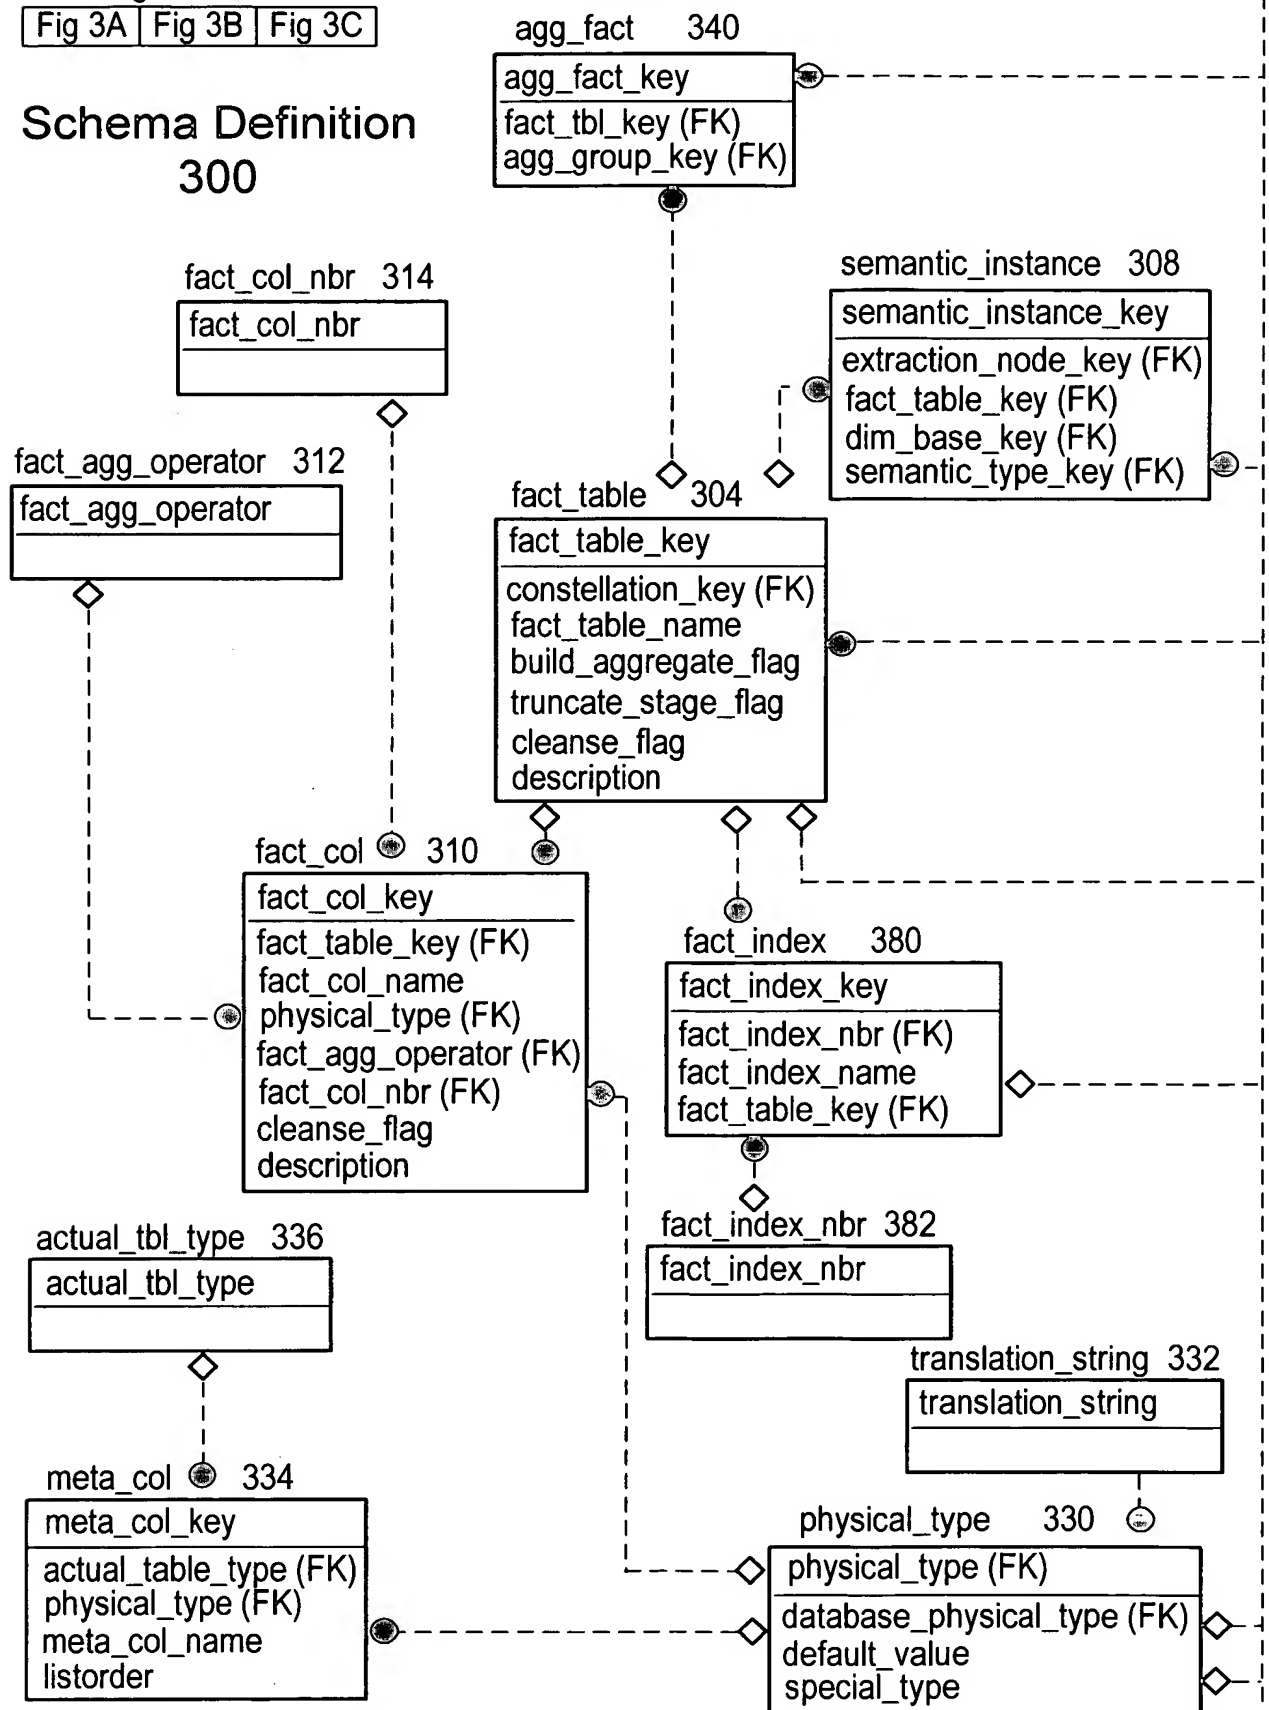 Fig 3A Fig 3B Fig 3C
Schema Definition
300
agg_fact 340
agg_fact_key
fact_tbl_key (FK)
agg_group_key (FK)
fact_col_nbr 314
fact_col_nbr
semantic_instance 308
semantic_instance_key
extraction_node_key (FK)
fact_table_key (FK)
dim_base_key (FK)
semantic_type_key (FK)
fact_agg_operator 312
fact_agg_operator
fact_table 304
fact_table_key
constellation_key (FK)
fact_table_name
build_aggregate_flag
truncate_stage_flag
cleanse_flag
description
fact_col 310
fact_col_key
fact_table_key (FK)
fact_col_name
physical_type (FK)
fact_agg_operator (FK)
fact_col_nbr (FK)
cleanse_flag
description
fact_index 380
fact_index_key
fact_index_nbr (FK)
fact_index_name
fact_table_key (FK)
fact_index_nbr 382
fact_index_nbr
actual_tbl_type 336
actual_tbl_type
translation_string 332
translation_string
meta_col 334
meta_col_key
actual_table_type (FK)
physical_type (FK)
meta_col_name
listorder
physical_type 330
physical_type (FK)
database_physical_type (FK)
default_value
special_type